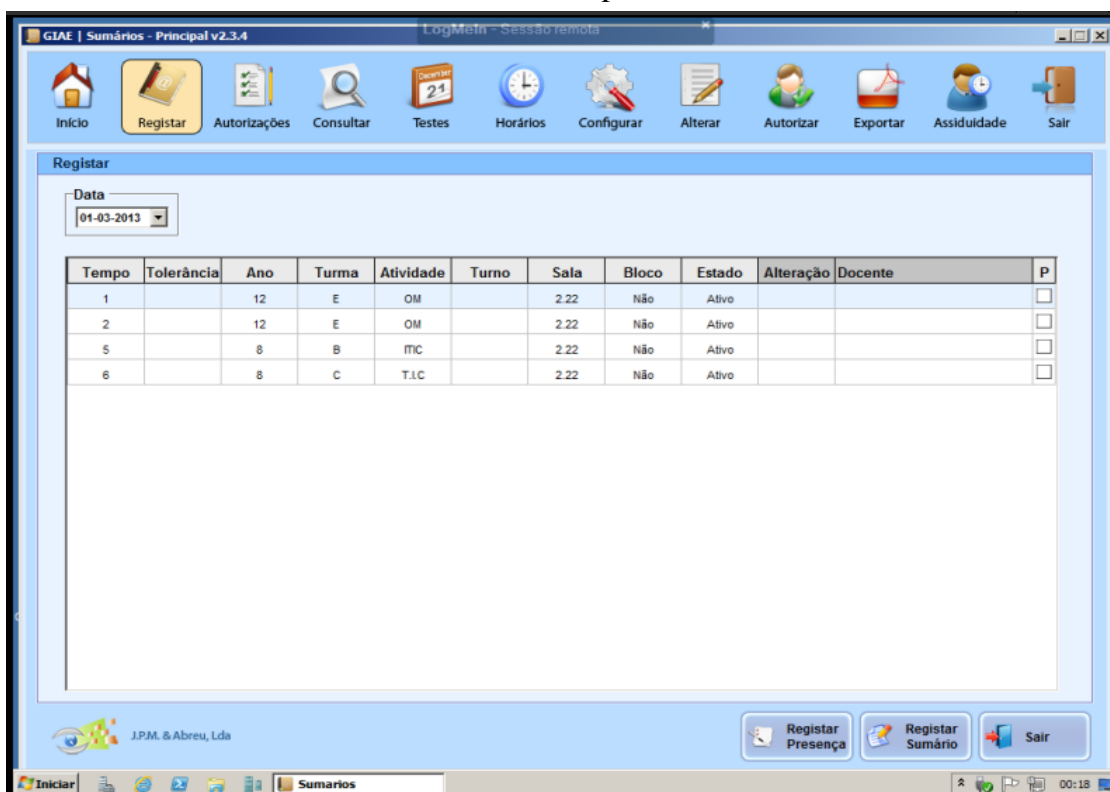 LogMeIn - Sessão remota
GIAE | Sumários - Principal v2.3.4
Início Registar Autorizações Consultar Testes Horários Configurar Alterar Autorizar Exportar Assiduidade Sair
December
21
Registar
Data
01-03-2013
Tempo Tolerância Ano Turma Atividade Turno Sala Bloco Estado Alteração Docente P
1 12 E OM 2.22 Não Ativo
2 12 E OM 2.22 Não Ativo
5 8 B ITIC 2.22 Não Ativo
6 8 C T.I.C 2.22 Não Ativo
J.P.M. & Abreu, Lda
Registar Presença
Registar Sumário
Sair
Iniciar Sumarios 00:18